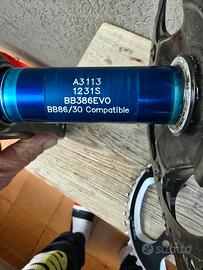 A3113
1231S
BB386EVO
BB86/30 Compatible
subito